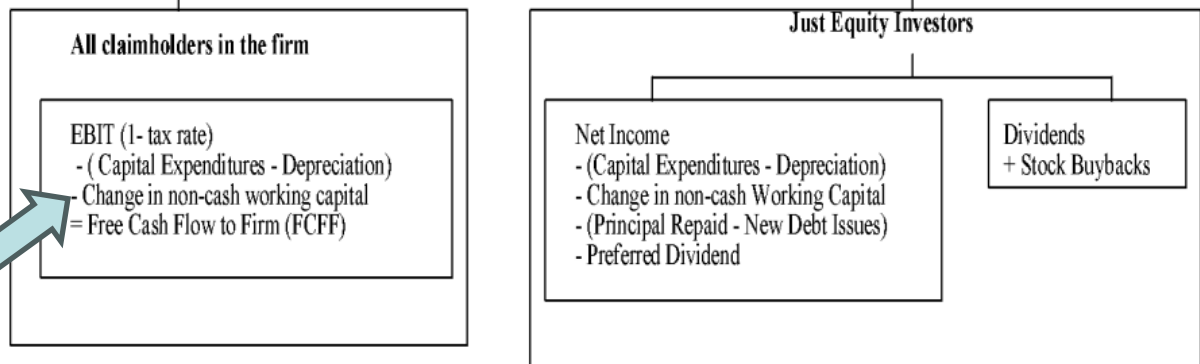 All claimholders in the firm
EBIT (1- tax rate)
- ( Capital Expenditures - Depreciation)
- Change in non-cash working capital
= Free Cash Flow to Firm (FCFF)
Just Equity Investors
Net Income
- (Capital Expenditures - Depreciation)
- Change in non-cash Working Capital
- (Principal Repaid - New Debt Issues)
- Preferred Dividend
Dividends
+ Stock Buybacks